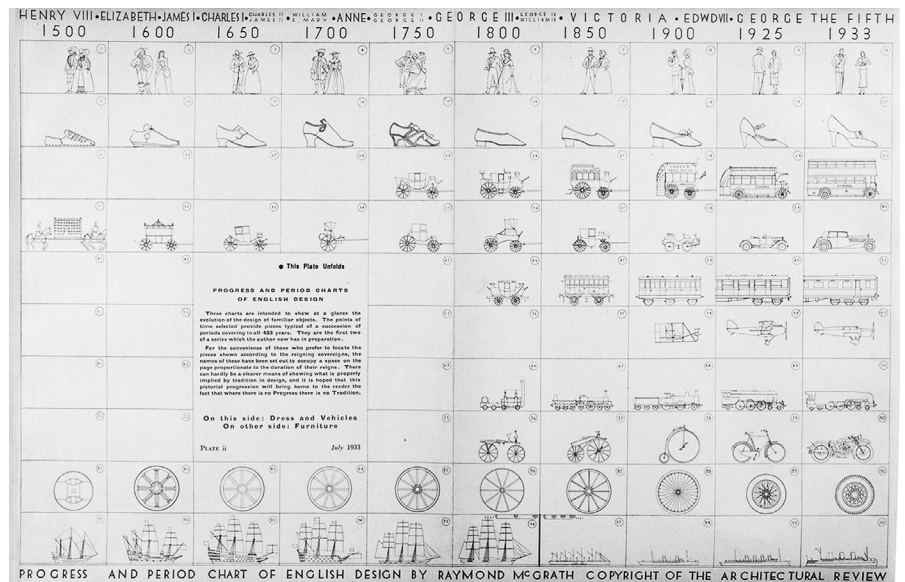 HENRY VIII • ELIZABETH • JAMES I • CHARLES I • CHARLES II JAMES II • WILLIAM & MARY • ANNE • GEORGE I GEORGE II • GEORGE III • GEORGE IV WILLIAM IV • VICTORIA • EDWD VII • GEORGE THE FIFTH
1500 1600 1650 1700 1750 1800 1850 1900 1925 1933
● This Plate Unfolds
PROGRESS AND PERIOD CHARTS
OF ENGLISH DESIGN
These charts are intended to show at a glance the
evolution of the design of familiar objects. The points of
time selected provide pieces typical of a succession of
periods covering in all 433 years. They are the first two
of a series which the author now has in preparation.
For the convenience of those who prefer to locate the
pieces shown according to the reigning sovereigns, the
names of these have been set out to occupy a space on the
page proportionate to the duration of their reigns. There
can hardly be a clearer means of showing what is properly
implied by tradition in design, and it is hoped that this
pictorial progression will bring home to the reader the
fact that where there is no Progress there is no Tradition.
On this side: Dress and Vehicles
On other side: Furniture
PLATE ii July 1933
PROGRESS AND PERIOD CHART OF ENGLISH DESIGN BY RAYMOND McGRATH COPYRIGHT OF THE ARCHITECTURAL REVIEW